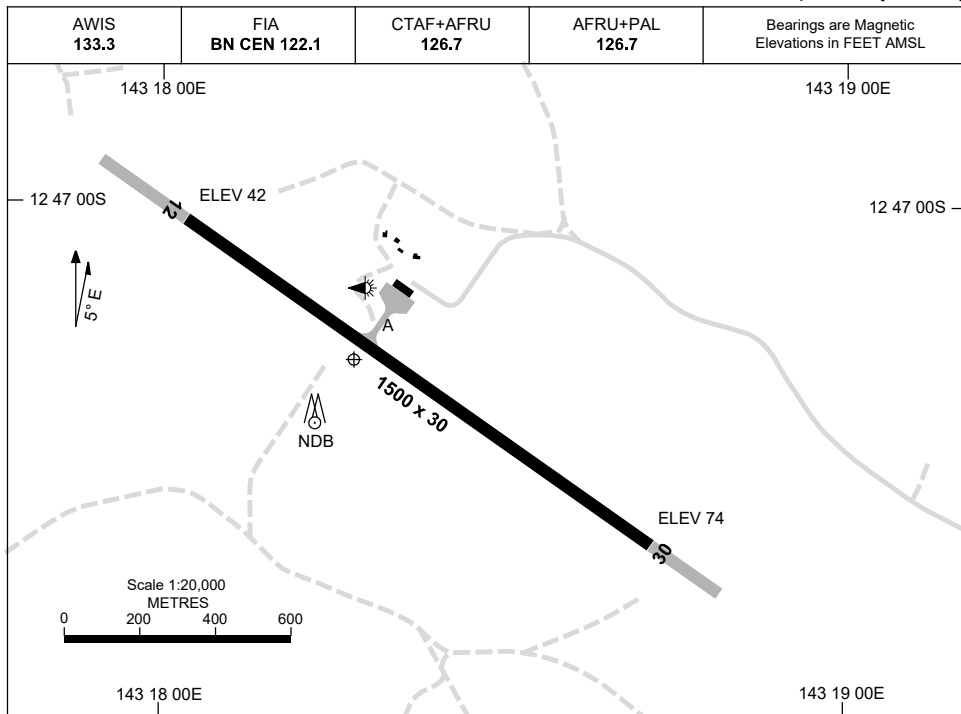 AWIS
133.3
FIA
BN CEN 122.1
CTAF+AFRU
126.7
AFRU+PAL
126.7
Bearings are Magnetic
Elevations in FEET AMSL
143 18 00E
143 19 00E
12 47 00S
12 47 00S
12
ELEV 42
5° E
A
1500 x 30
NDB
ELEV 74
30
Scale 1:20,000
METRES
0 200 400 600
143 18 00E
143 19 00E